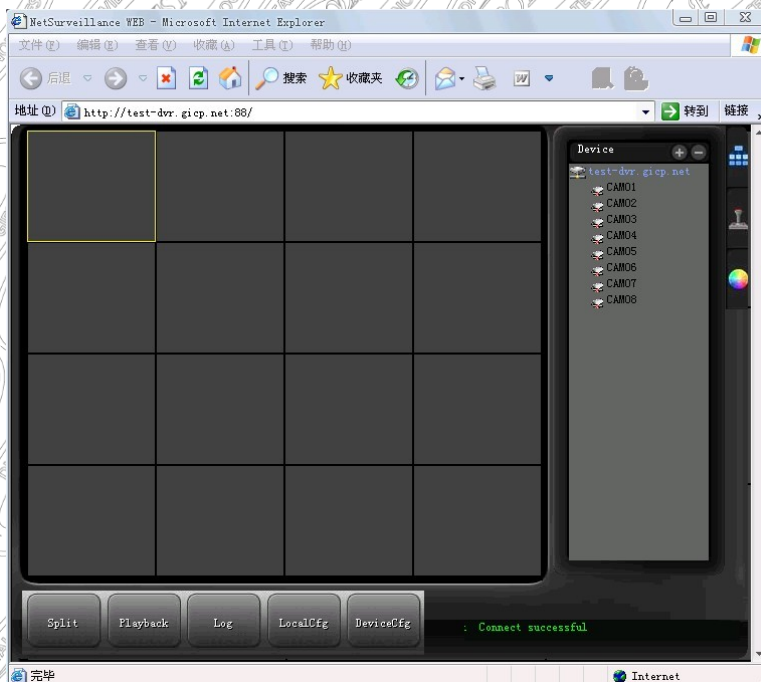 NetSurveillance WEB - Microsoft Internet Explorer
文件(F) 编辑(E) 查看(V) 收藏(A) 工具(T) 帮助(H)
后退 搜索 收藏夹
地址(D) http://test-dvr.gicp.net:88/ 转到 链接
Device
test-dvr.gicp.net
CAM01
CAM02
CAM03
CAM04
CAM05
CAM06
CAM07
CAM08
Split Playback Log LocalCfg DeviceCfg : Connect successful
完毕 Internet